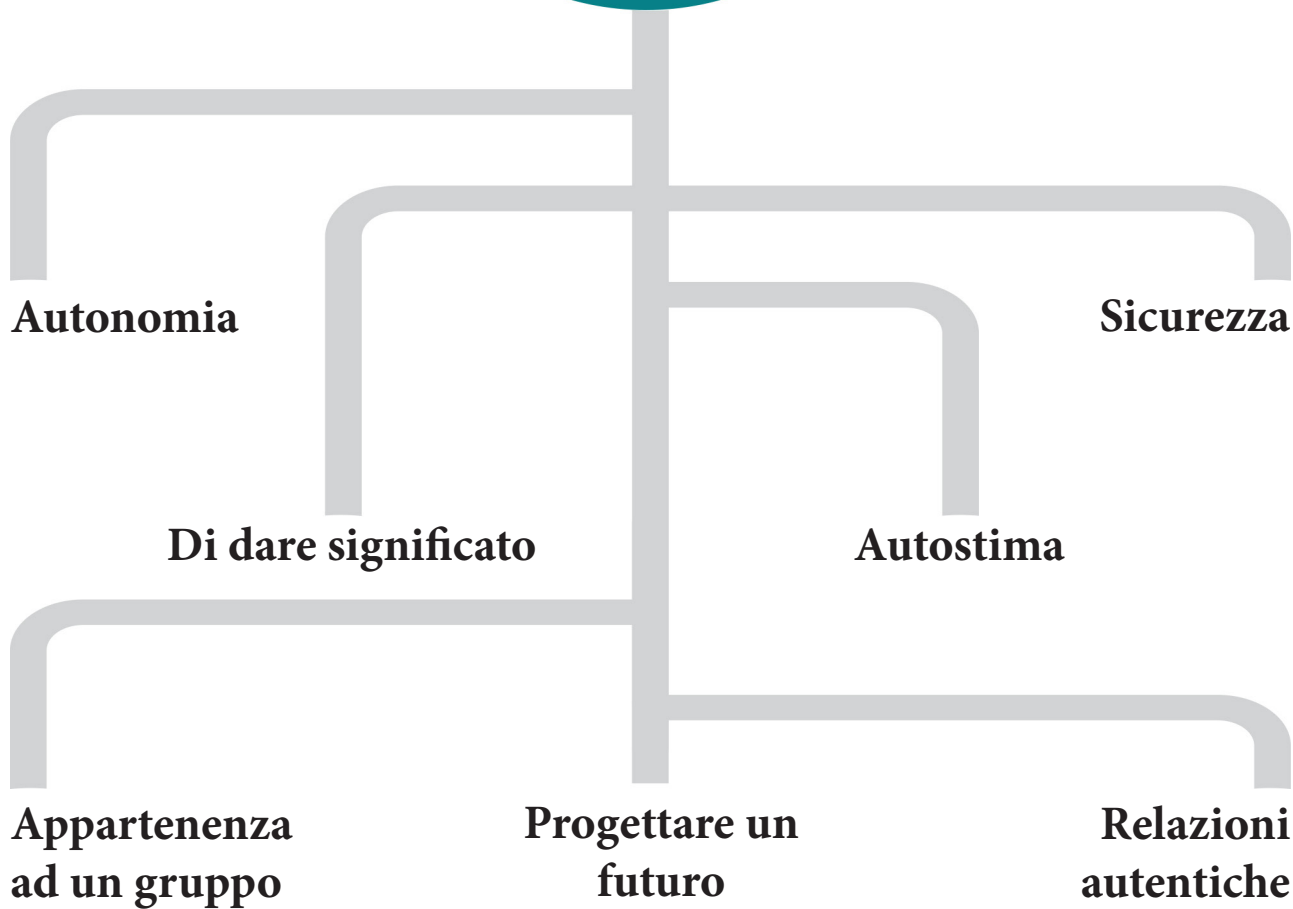 Autonomia
Sicurezza
Di dare significato
Autostima
Appartenenza
ad un gruppo
Progettare un
futuro
Relazioni
autentiche